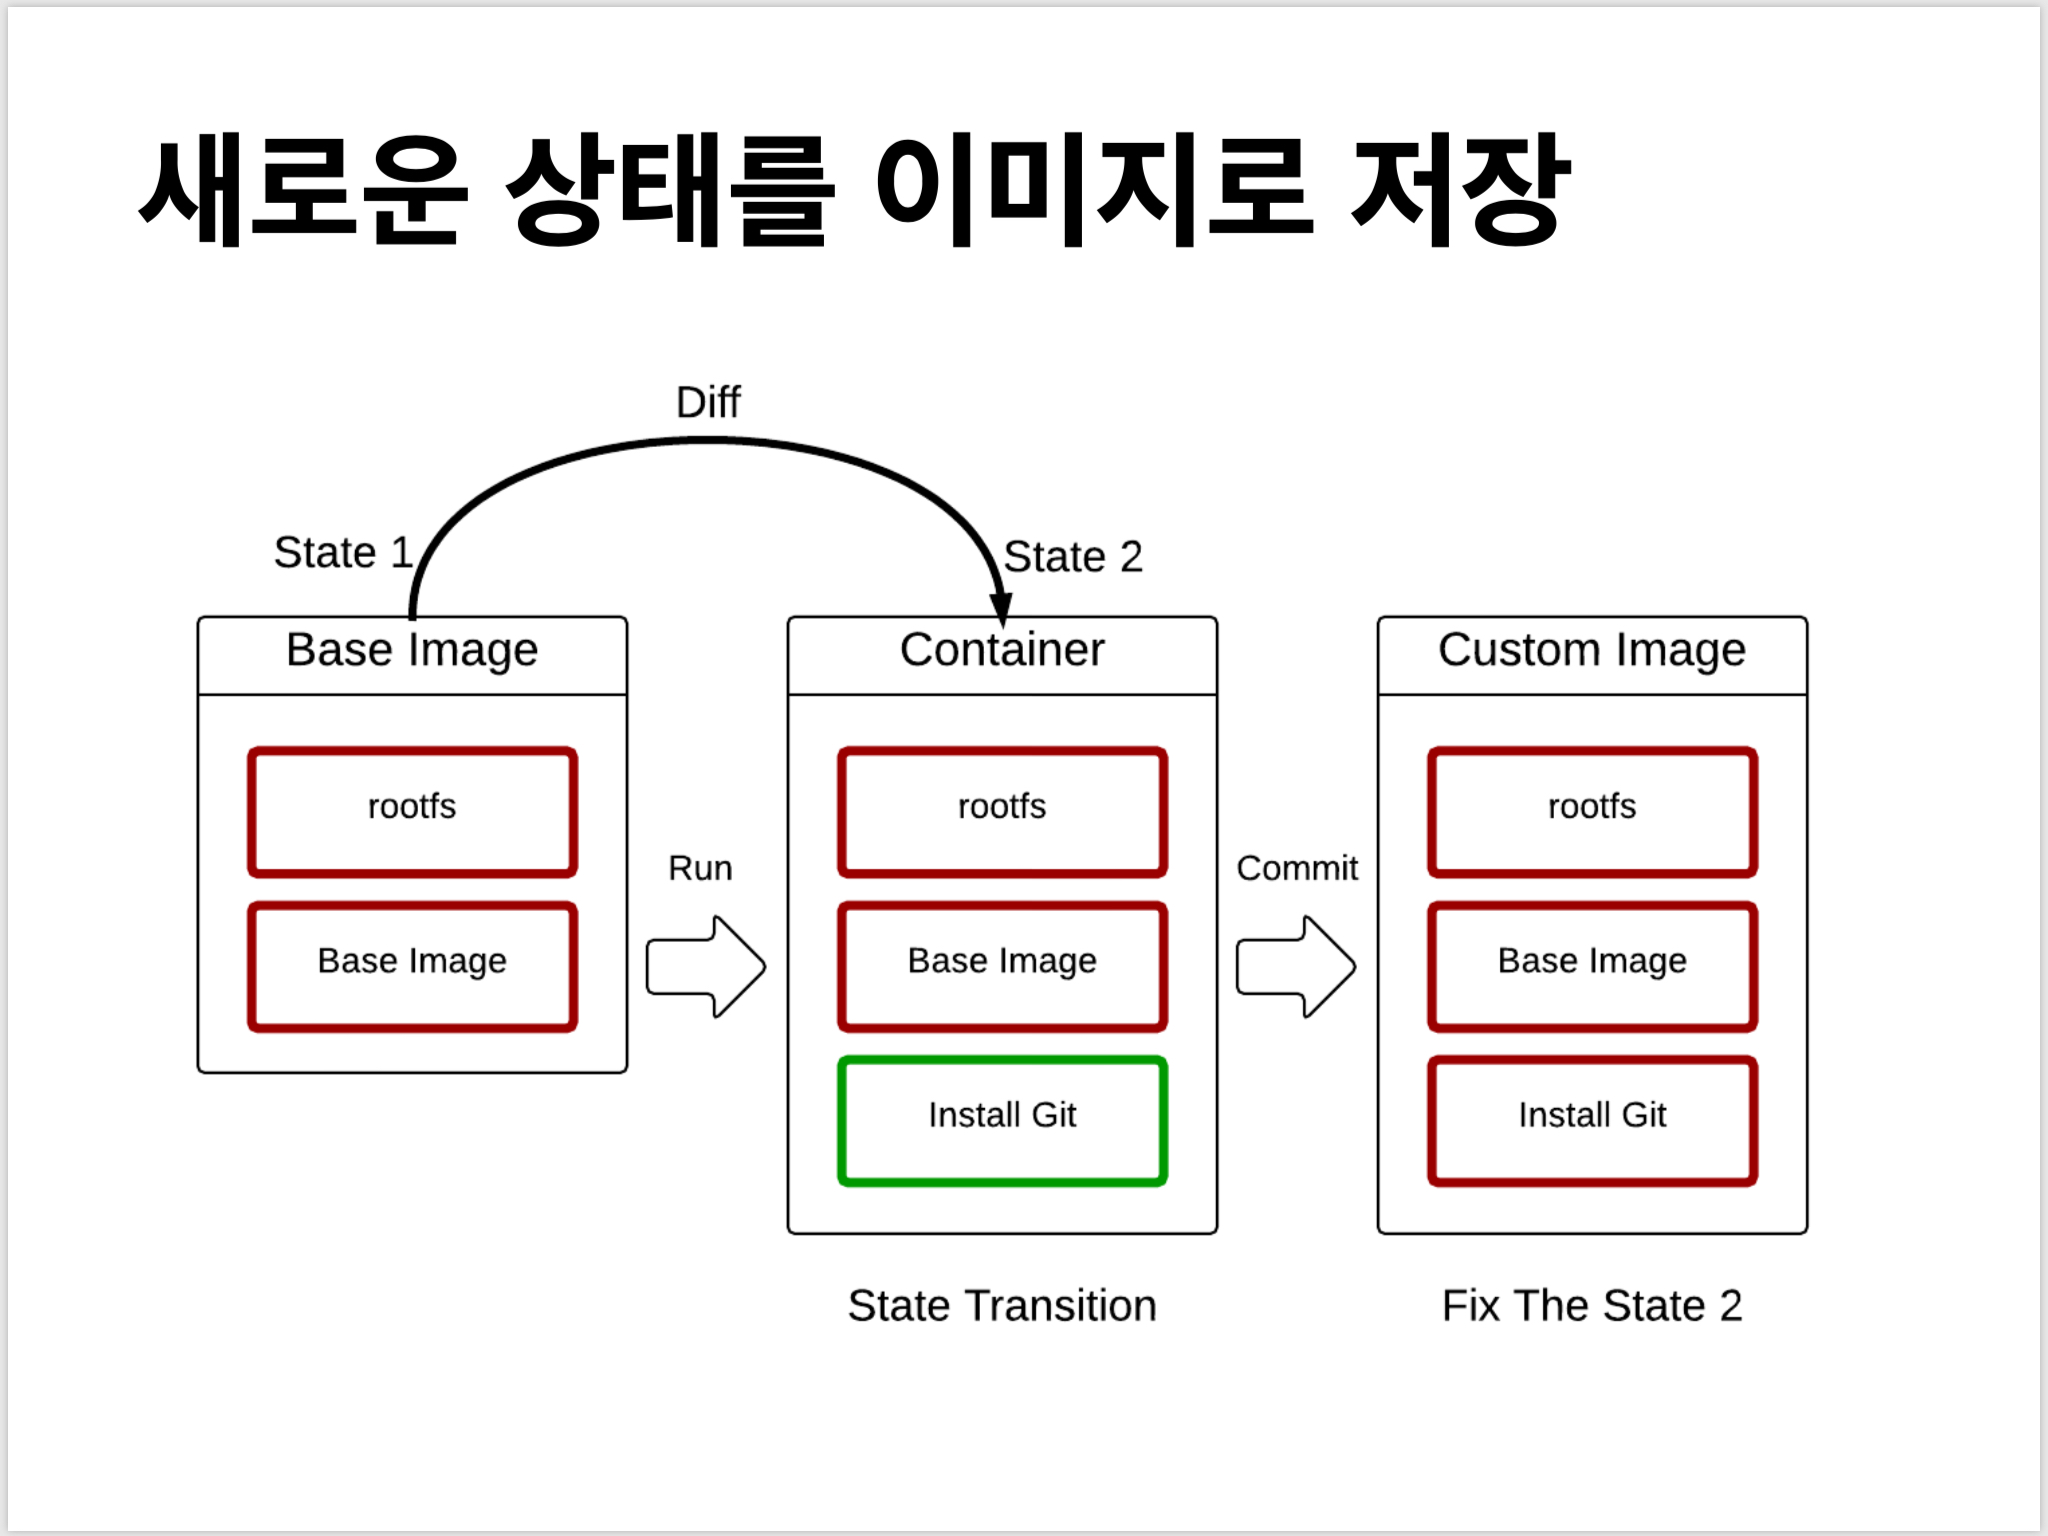 새로운 상태를 이미지로 저장
Diff
State 1
State 2
Base Image
Container
Custom Image
rootfs
rootfs
rootfs
Run
Commit
Base Image
Base Image
Base Image
Install Git
Install Git
State Transition
Fix The State 2